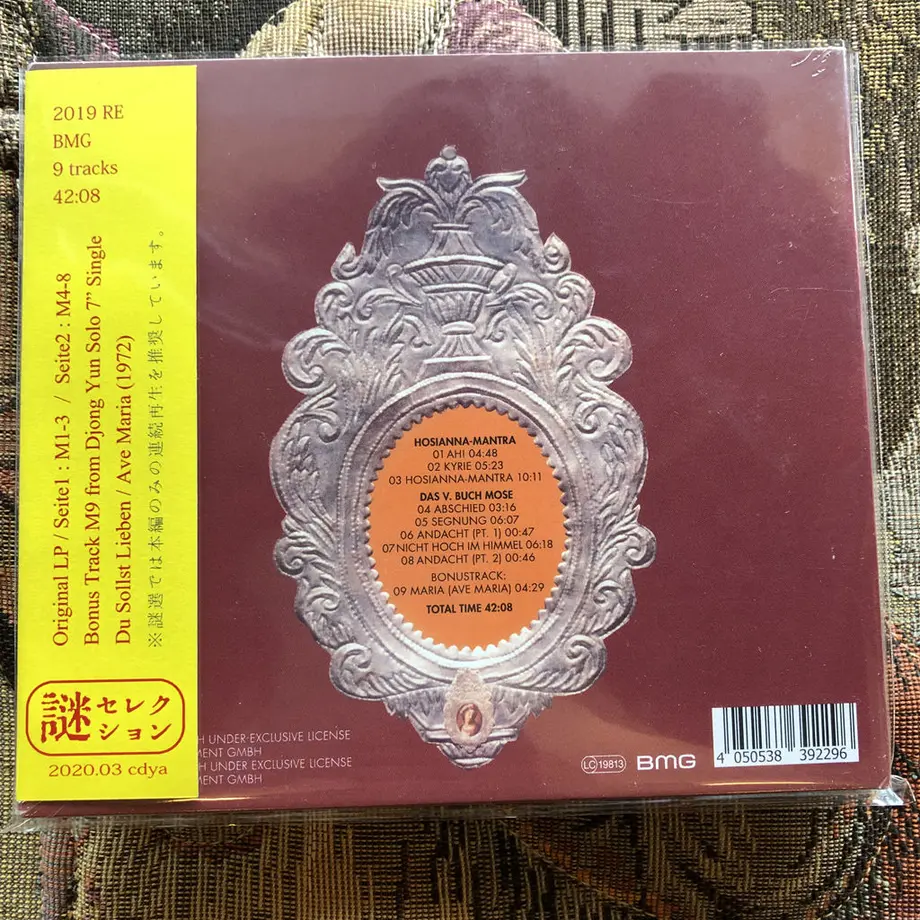 2019 RE
BMG
9 tracks
42:08
Original LP / Seite1 : M1-3 / Seite2 : M4-8
Bonus Track M9 from Djong Yun Solo 7" Single
Du Sollst Lieben / Ave Maria (1972)
※謎選では本編のみの連続再生を推奨しています。
謎セレクション
2020.03 cdya
HOSIANNA-MANTRA
01 AH! 04:48
02 KYRIE 05:23
03 HOSIANNA-MANTRA 10:11
DAS V. BUCH MOSE
04 ABSCHIED 03:16
05 SEGNUNG 06:07
06 ANDACHT (PT. 1) 00:47
07 NICHT HOCH IM HIMMEL 06:18
08 ANDACHT (PT. 2) 00:46
BONUSTRACK:
09 MARIA (AVE MARIA) 04:29
TOTAL TIME 42:08
UNDER-EXCLUSIVE LICENSE
GMBH
UNDER EXCLUSIVE LICENSE
GMBH
LC 19813
BMG
4 050538 392296